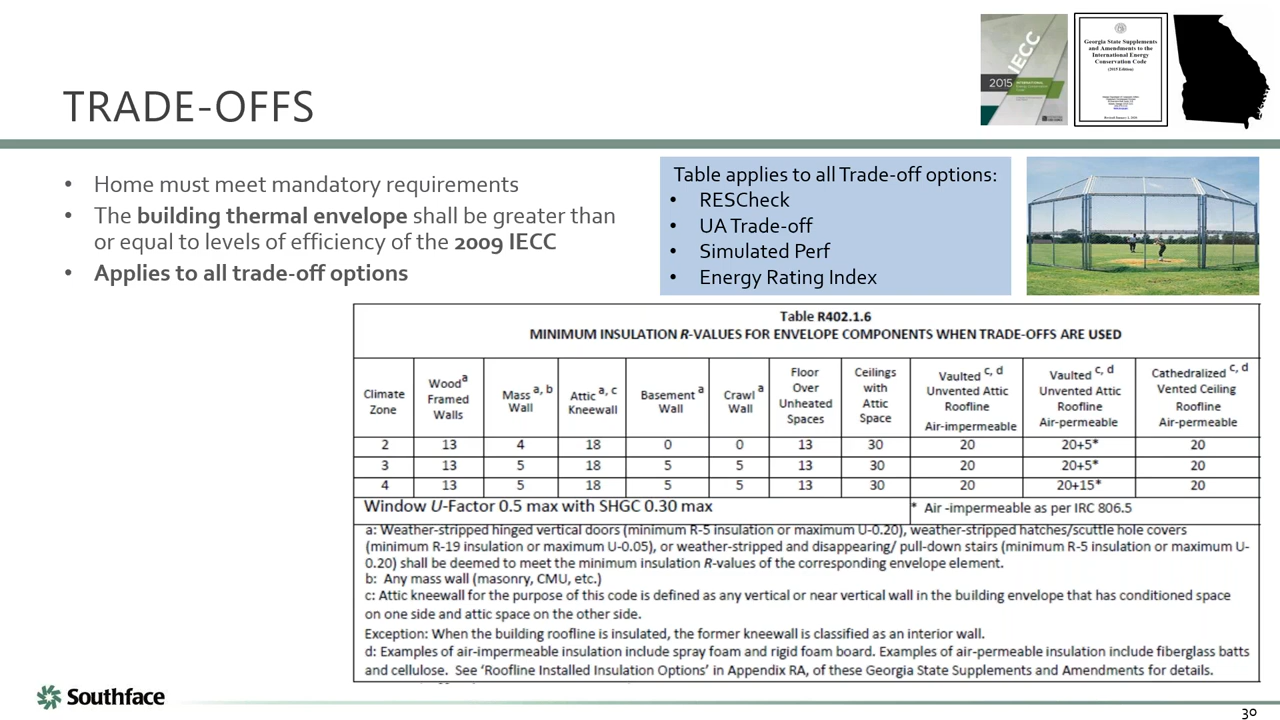 2015
IECC
INTERNATIONAL
Georgia State Supplements
and Amendments to the
International Energy
Conservation Code
(2015 Edition)
TRADE-OFFS
• Home must meet mandatory requirements
• The building thermal envelope shall be greater than
or equal to levels of efficiency of the 2009 IECC
• Applies to all trade-off options
Table applies to all Trade-off options:
• RESCheck
• UA Trade-off
• Simulated Perf
• Energy Rating Index
Table R402.1.6
MINIMUM INSULATION R-VALUES FOR ENVELOPE COMPONENTS WHEN TRADE-OFFS ARE USED
Climate Zone | Wood a Framed Walls | Mass a, b Wall | Attic a, c Kneewall | Basement a Wall | Crawl a Wall | Floor Over Unheated Spaces | Ceilings with Attic Space | Vaulted c, d Unvented Attic Roofline Air-impermeable | Vaulted c, d Unvented Attic Roofline Air-permeable | Cathedralized c, d Vented Ceiling Roofline Air-permeable
2 | 13 | 4 | 18 | 0 | 0 | 13 | 30 | 20 | 20+5* | 20
3 | 13 | 5 | 18 | 5 | 5 | 13 | 30 | 20 | 20+5* | 20
4 | 13 | 5 | 18 | 5 | 5 | 13 | 30 | 20 | 20+15* | 20
Window U-Factor 0.5 max with SHGC 0.30 max | * Air -impermeable as per IRC 806.5
a: Weather-stripped hinged vertical doors (minimum R-5 insulation or maximum U-0.20), weather-stripped hatches/scuttle hole covers
(minimum R-19 insulation or maximum U-0.05), or weather-stripped and disappearing/ pull-down stairs (minimum R-5 insulation or maximum U-
0.20) shall be deemed to meet the minimum insulation R-values of the corresponding envelope element.
b: Any mass wall (masonry, CMU, etc.)
c: Attic kneewall for the purpose of this code is defined as any vertical or near vertical wall in the building envelope that has conditioned space
on one side and attic space on the other side.
Exception: When the building roofline is insulated, the former kneewall is classified as an interior wall.
d: Examples of air-impermeable insulation include spray foam and rigid foam board. Examples of air-permeable insulation include fiberglass batts
and cellulose. See ‘Roofline Installed Insulation Options’ in Appendix RA, of these Georgia State Supplements and Amendments for details.
Southface
30